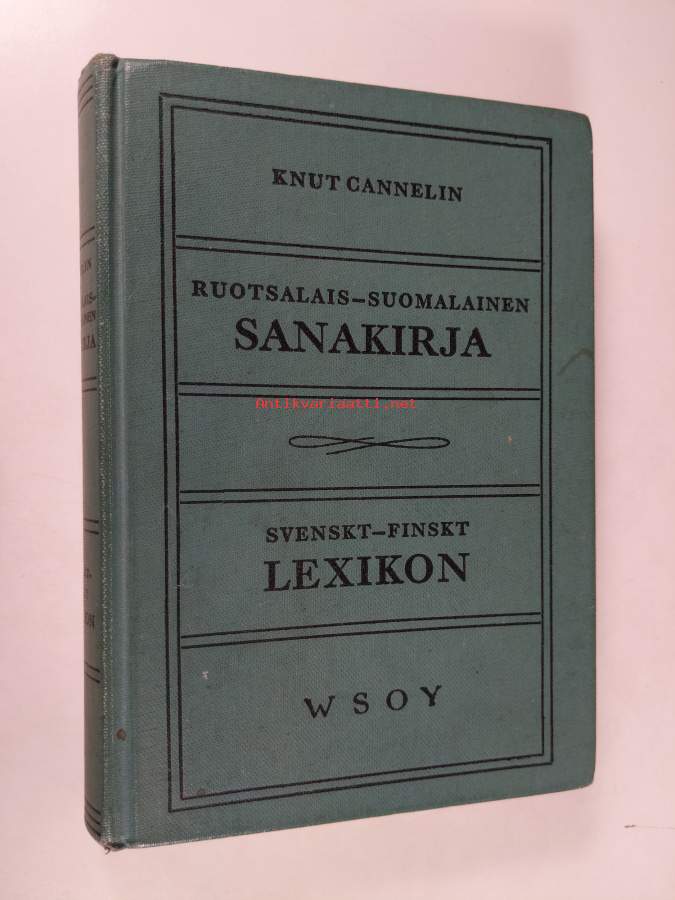 KNUT CANNELIN
RUOTSALAIS–SUOMALAINEN
SANAKIRJA
Antikvariaatti.net
SVENSKT–FINSKT
LEXIKON
WSOY